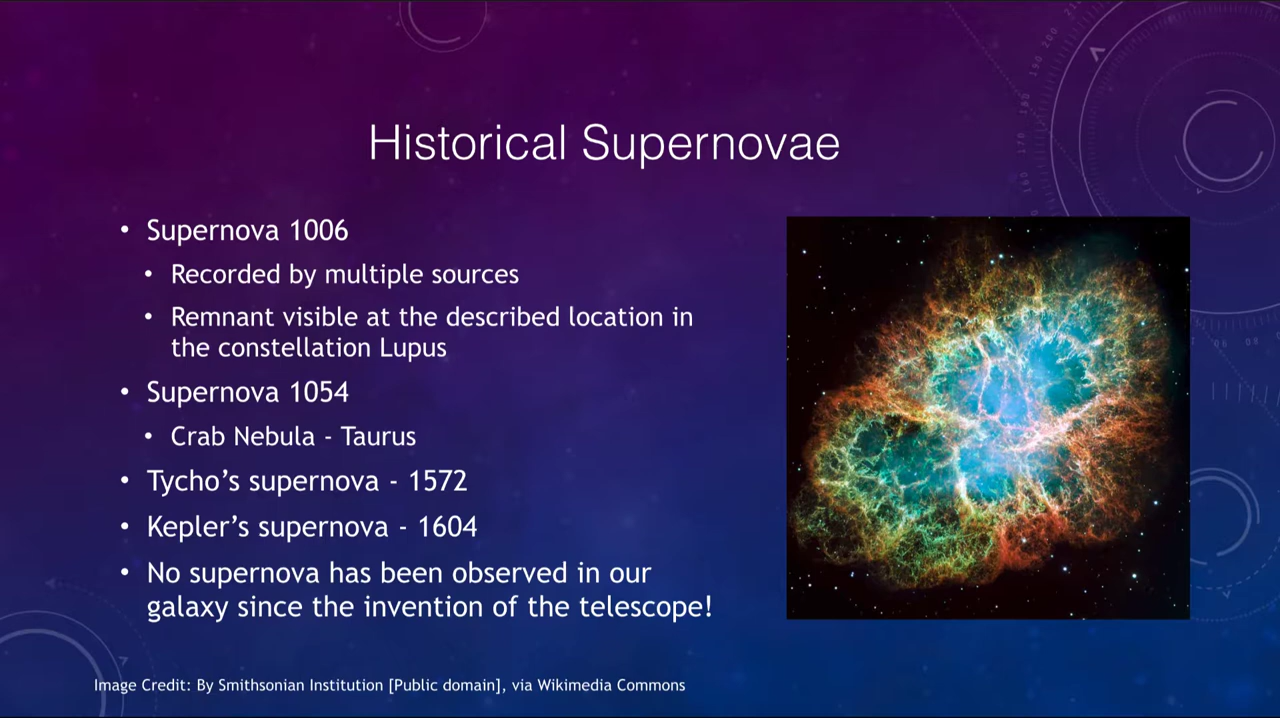 Historical Supernovae
• Supernova 1006
• Recorded by multiple sources
• Remnant visible at the described location in
the constellation Lupus
• Supernova 1054
• Crab Nebula - Taurus
• Tycho’s supernova - 1572
• Kepler’s supernova - 1604
• No supernova has been observed in our
galaxy since the invention of the telescope!
Image Credit: By Smithsonian Institution [Public domain], via Wikimedia Commons